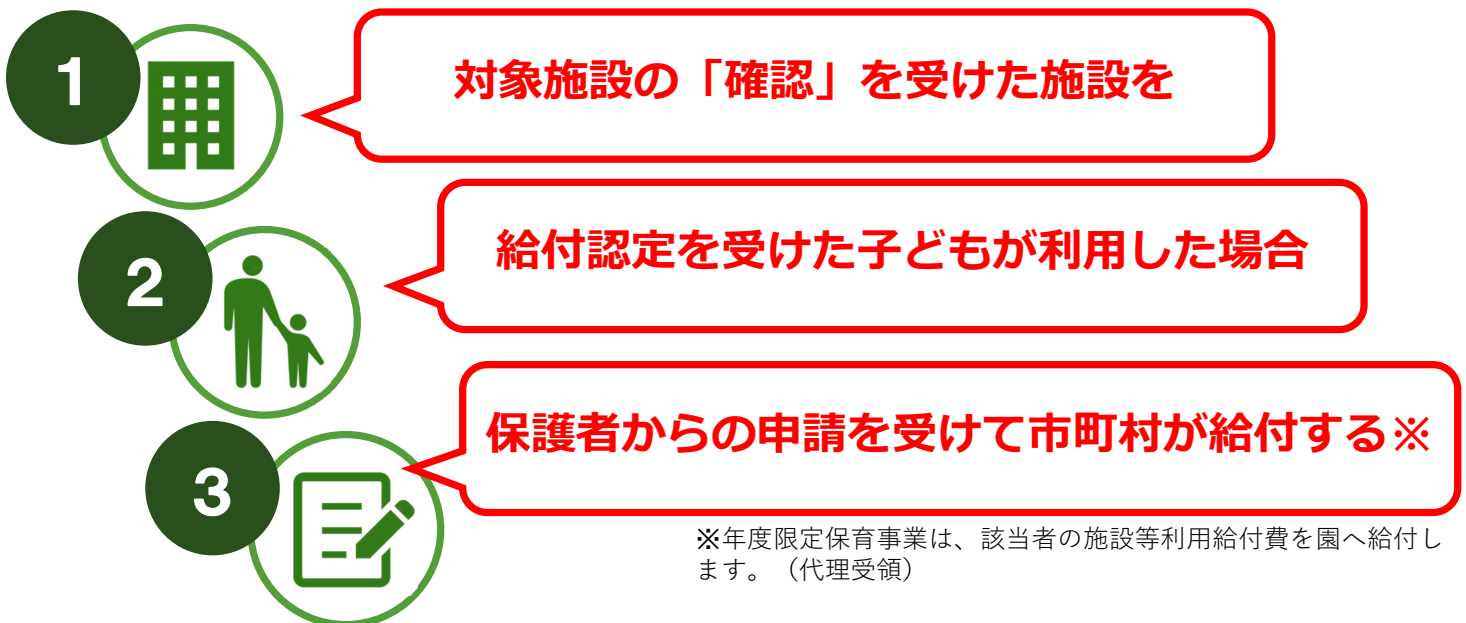 1
対象施設の「確認」を受けた施設を
2
給付認定を受けた子どもが利用した場合
3
保護者からの申請を受けて市町村が給付する※
※年度限定保育事業は、該当者の施設等利用給付費を園へ給付し
ます。（代理受領）